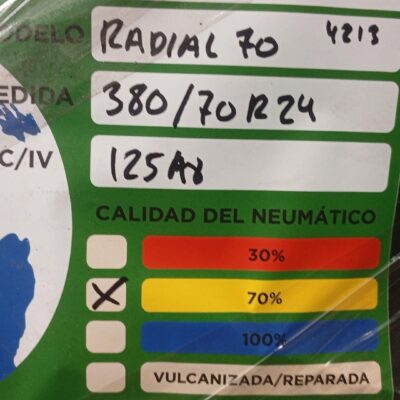 ODELO RADIAL 70 4213
EDIDA 380/70R24
C/IV 125A8
CALIDAD DEL NEUMÁTICO
30%
X 70%
100%
VULCANIZADA/REPARADA